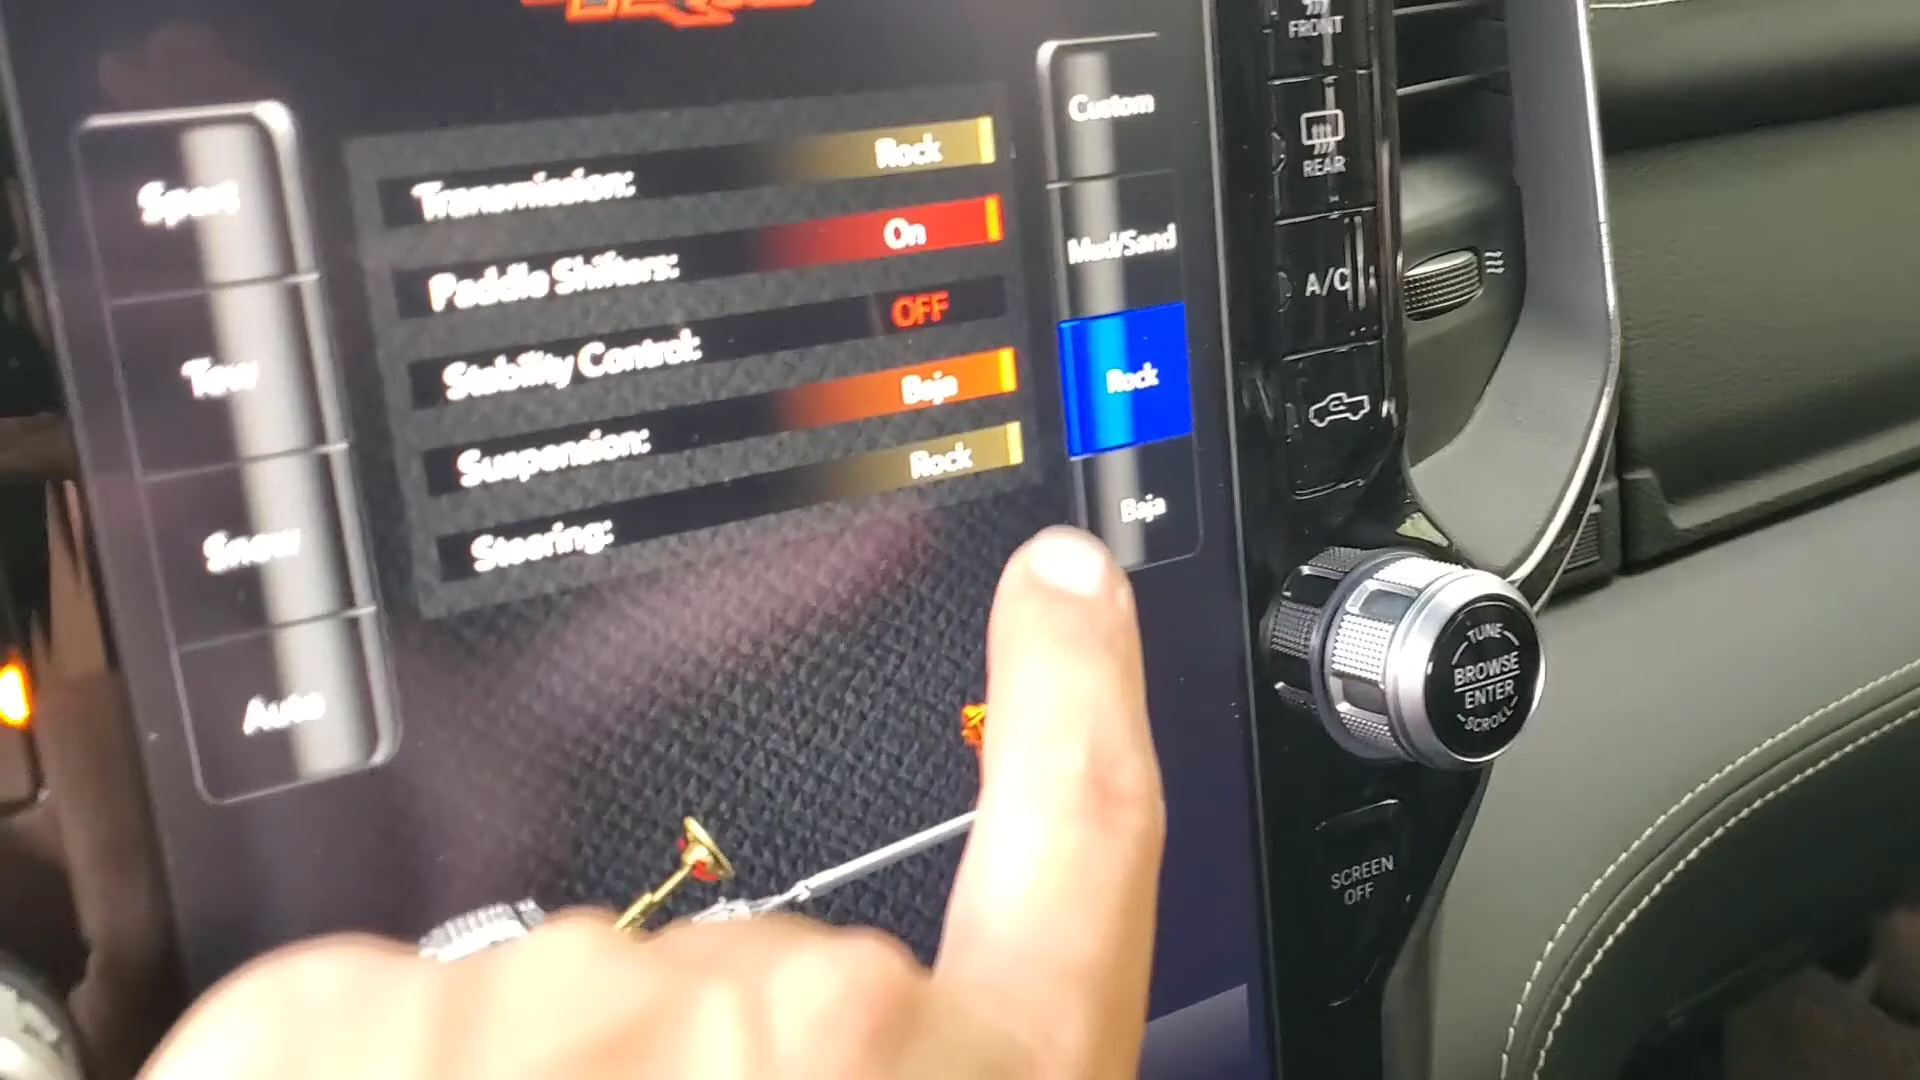 Sport
Tow
Snow
Auto
Transmission: Rock
Paddle Shifters: On
Stability Control: OFF
Suspension: Baja
Steering: Rock
Custom
Mud/Sand
Rock
Baja
FRONT
REAR
A/C
TUNE
BROWSE
ENTER
SCROLL
SCREEN
OFF